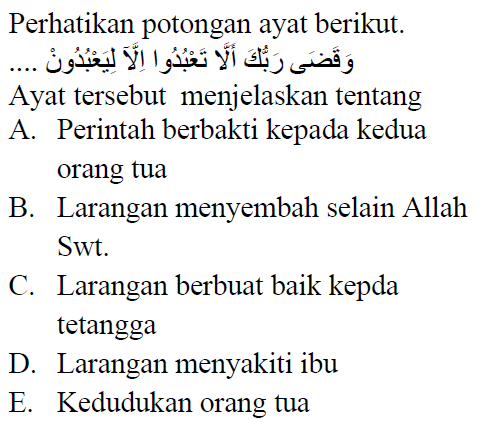 Perhatikan potongan ayat berikut.
وَقَضَى رَبُّكَ أَلَّا تَعْبُدُوا اِلَّا لِيَعْبُدُونْ ....
Ayat tersebut menjelaskan tentang
A. Perintah berbakti kepada kedua
orang tua
B. Larangan menyembah selain Allah
Swt.
C. Larangan berbuat baik kepda
tetangga
D. Larangan menyakiti ibu
E. Kedudukan orang tua